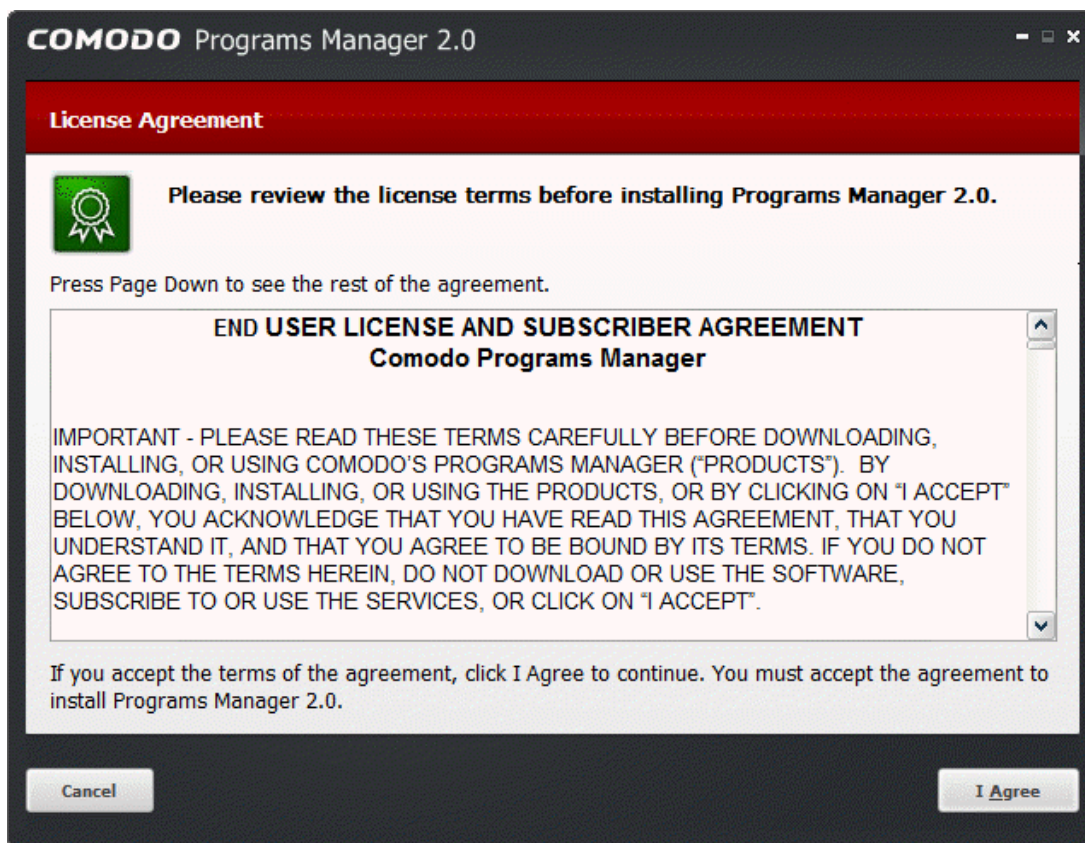 COMODO Programs Manager 2.0
License Agreement
Please review the license terms before installing Programs Manager 2.0.
Press Page Down to see the rest of the agreement.
END USER LICENSE AND SUBSCRIBER AGREEMENT
Comodo Programs Manager
IMPORTANT - PLEASE READ THESE TERMS CAREFULLY BEFORE DOWNLOADING,
INSTALLING, OR USING COMODO’S PROGRAMS MANAGER (“PRODUCTS”).  BY
DOWNLOADING, INSTALLING, OR USING THE PRODUCTS, OR BY CLICKING ON “I ACCEPT”
BELOW, YOU ACKNOWLEDGE THAT YOU HAVE READ THIS AGREEMENT, THAT YOU
UNDERSTAND IT, AND THAT YOU AGREE TO BE BOUND BY ITS TERMS. IF YOU DO NOT
AGREE TO THE TERMS HEREIN, DO NOT DOWNLOAD OR USE THE SOFTWARE,
SUBSCRIBE TO OR USE THE SERVICES, OR CLICK ON “I ACCEPT”.
If you accept the terms of the agreement, click I Agree to continue. You must accept the agreement to
install Programs Manager 2.0.
Cancel
I Agree